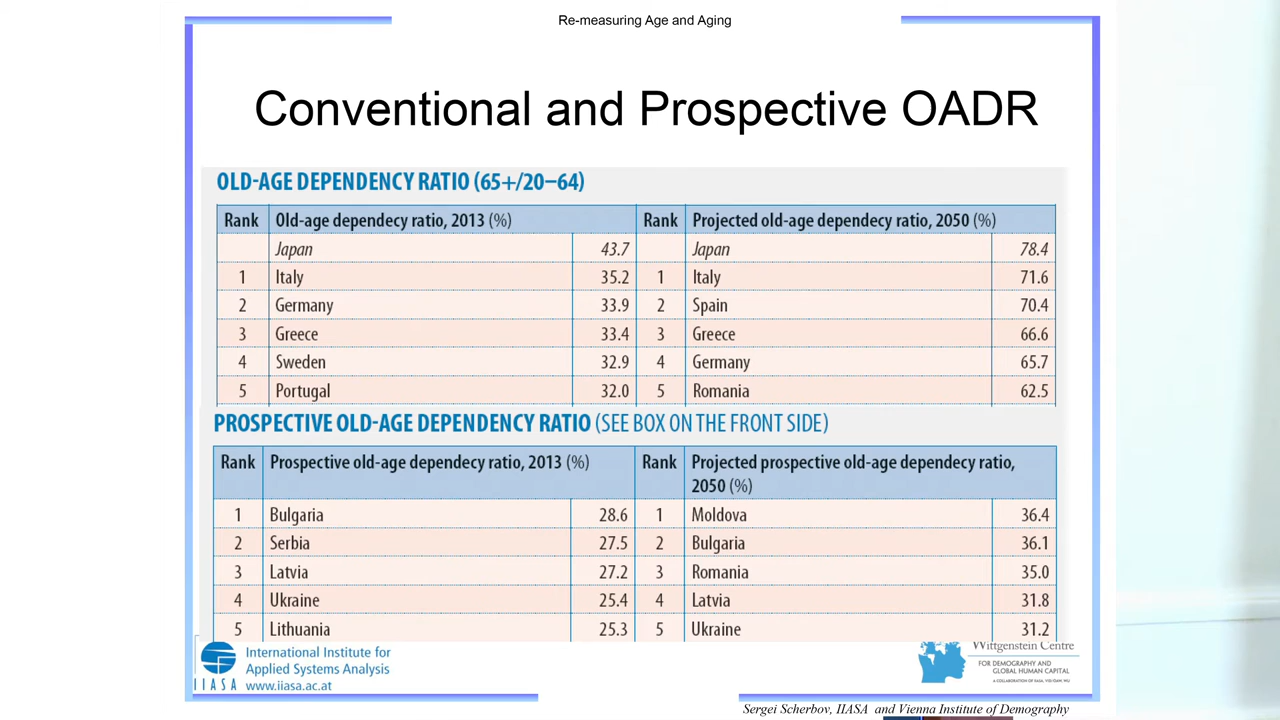 Re-measuring Age and Aging
Conventional and Prospective OADR
OLD-AGE DEPENDENCY RATIO (65+/20–64)
Rank Old-age dependecy ratio, 2013 (%) Rank Projected old-age dependecy ratio, 2050 (%)
Japan 43.7 Japan 78.4
1 Italy 35.2 1 Italy 71.6
2 Germany 33.9 2 Spain 70.4
3 Greece 33.4 3 Greece 66.6
4 Sweden 32.9 4 Germany 65.7
5 Portugal 32.0 5 Romania 62.5
PROSPECTIVE OLD-AGE DEPENDENCY RATIO (SEE BOX ON THE FRONT SIDE)
Rank Prospective old-age dependecy ratio, 2013 (%) Rank Projected prospective old-age dependecy ratio,
2050 (%)
1 Bulgaria 28.6 1 Moldova 36.4
2 Serbia 27.5 2 Bulgaria 36.1
3 Latvia 27.2 3 Romania 35.0
4 Ukraine 25.4 4 Latvia 31.8
5 Lithuania 25.3 5 Ukraine 31.2
International Institute for
Applied Systems Analysis
IIASA www.iiasa.ac.at
Wittgenstein Centre
FOR DEMOGRAPHY AND
GLOBAL HUMAN CAPITAL
A COLLABORATION OF IIASA, VID/ÖAW, WU
Sergei Scherbov, IIASA and Vienna Institute of Demography